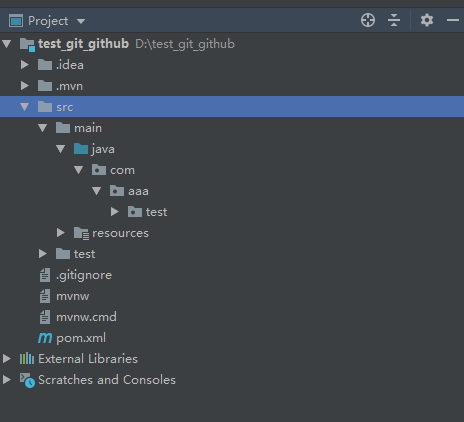 Project
test_git_github D:\test_git_github
.idea
.mvn
src
main
java
com
aaa
test
resources
test
.gitignore
mvnw
mvnw.cmd
pom.xml
External Libraries
Scratches and Consoles